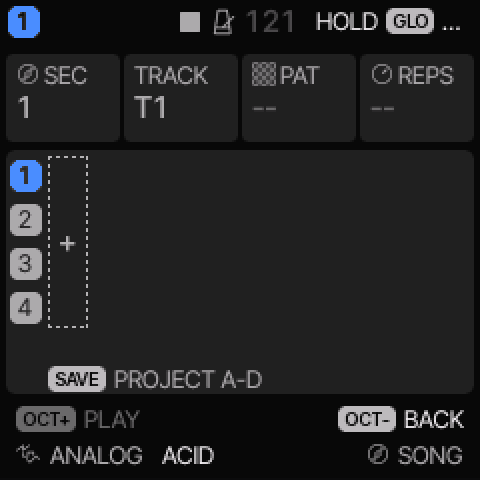 1 121 HOLD GLO ...
SEC TRACK PAT REPS
1 T1 -- --
1
2
3
4
+
SAVE PROJECT A-D
OCT+ PLAY OCT- BACK
ANALOG ACID SONG